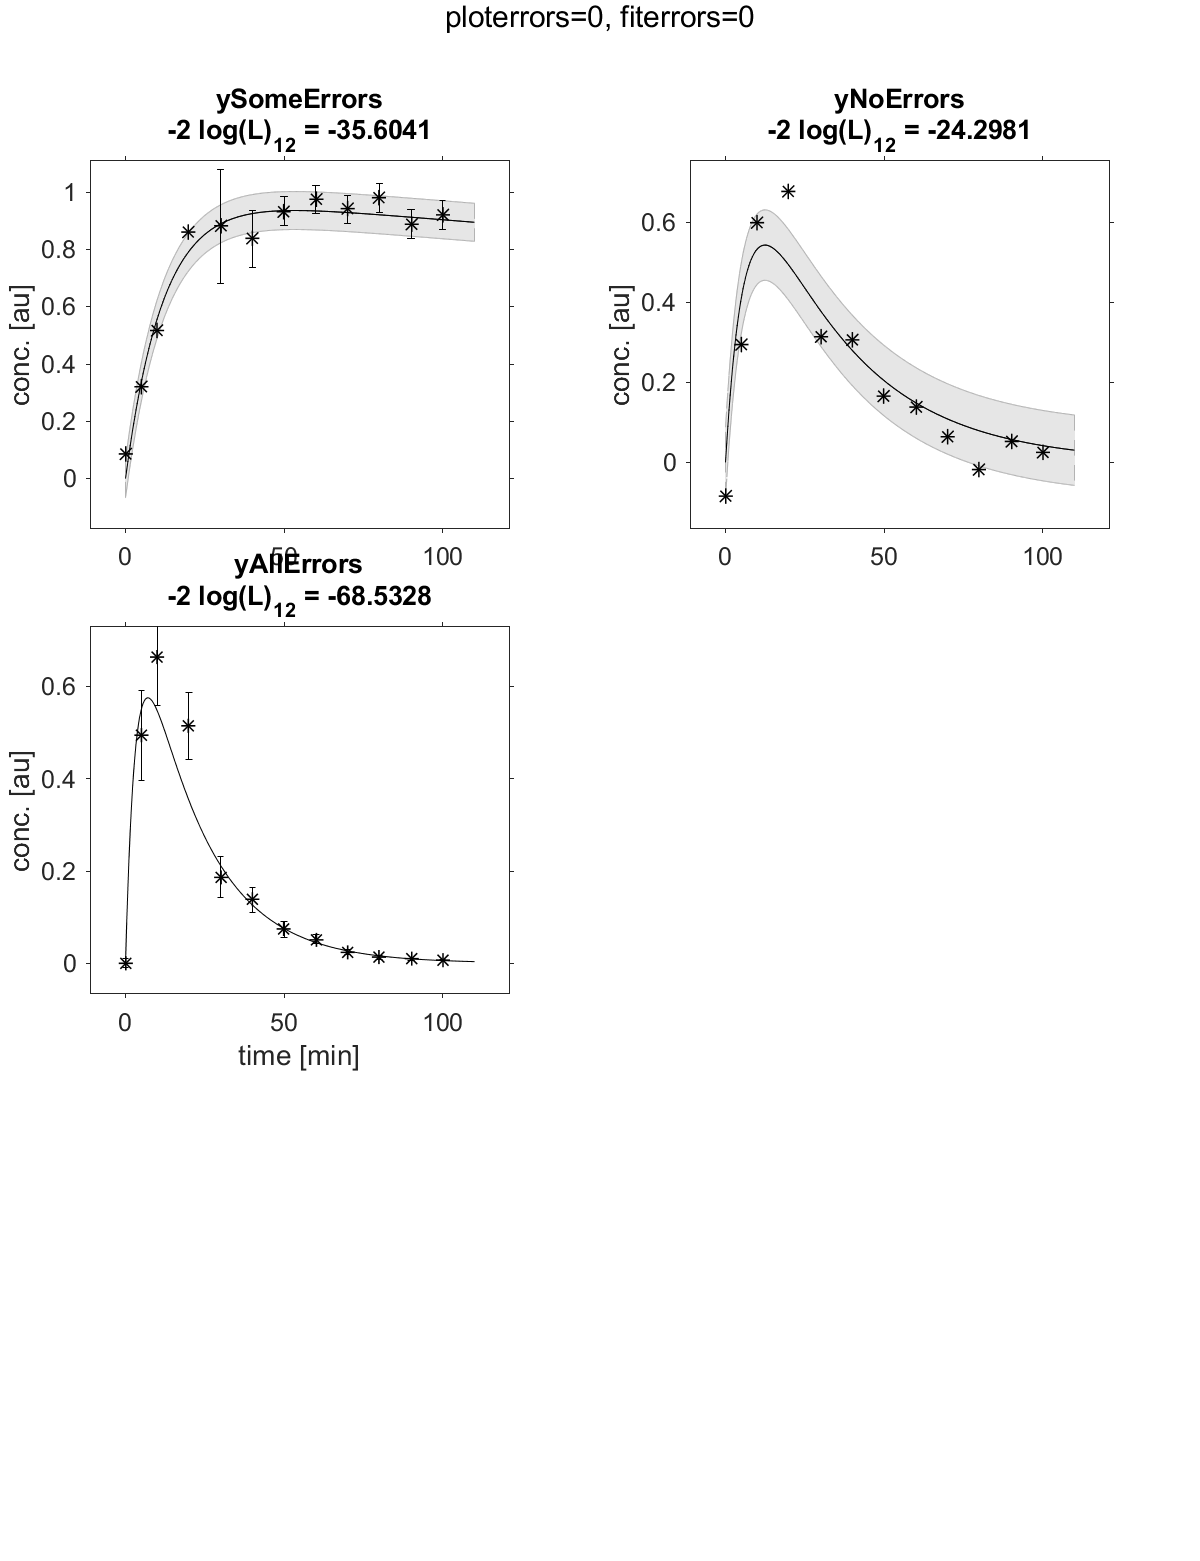 ploterrors=0, fiterrors=0
ySomeErrors
-2 log(L)12 = -35.6041
1
0.8
0.6
0.4
0.2
0
conc. [au]
0 50 100
yNoErrors
-2 log(L)12 = -24.2981
0.6
0.4
0.2
0
conc. [au]
0 50 100
yAllErrors
-2 log(L)12 = -68.5328
0.6
0.4
0.2
0
conc. [au]
0 50 100
time [min]